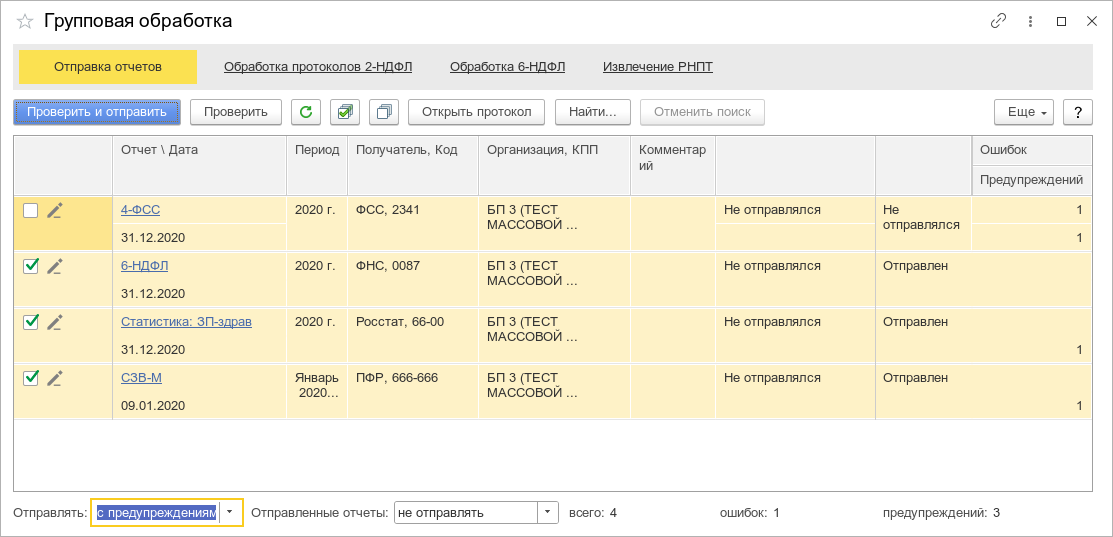 Групповая обработка
Отправка отчетов Обработка протоколов 2-НДФЛ Обработка 6-НДФЛ Извлечение РНПТ
Проверить и отправить Проверить Открыть протокол Найти... Отменить поиск Еще ?
Отчет \ Дата Период Получатель, Код Организация, КПП Комментар Ошибок
ий
Предупреждений
4-ФСС 2020 г. ФСС, 2341 БП 3 (ТЕСТ Не отправлялся Не 1
МАССОВОЙ ... отправлялся
31.12.2020 1
6-НДФЛ 2020 г. ФНС, 0087 БП 3 (ТЕСТ Не отправлялся Отправлен
МАССОВОЙ ...
31.12.2020
Статистика: ЗП-здрав 2020 г. Росстат, 66-00 БП 3 (ТЕСТ Не отправлялся Отправлен
МАССОВОЙ ...
31.12.2020 1
СЗВ-М Январь ПФР, 666-666 БП 3 (ТЕСТ Не отправлялся Отправлен
2020... МАССОВОЙ ...
09.01.2020 1
Отправлять: с предупреждениям Отправленные отчеты: не отправлять всего: 4 ошибок: 1 предупреждений: 3